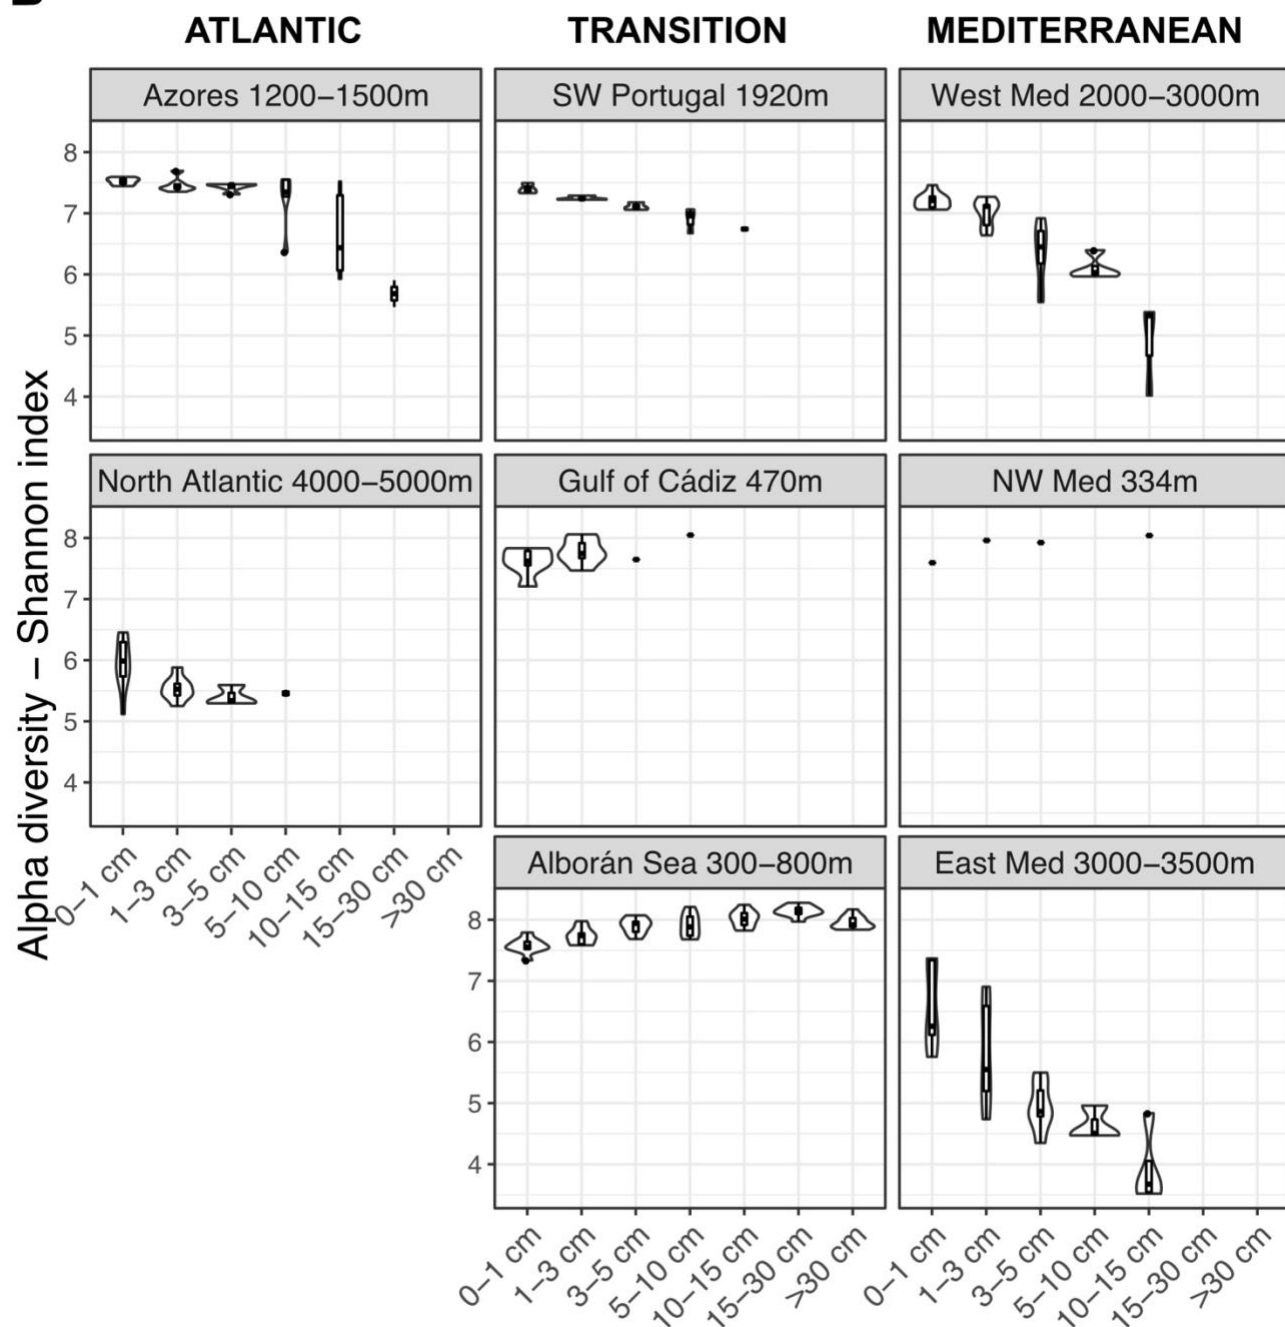 ATLANTIC TRANSITION MEDITERRANEAN
Azores 1200–1500m SW Portugal 1920m West Med 2000–3000m
8
7
6
5
4
North Atlantic 4000–5000m Gulf of Cádiz 470m NW Med 334m
8
7
6
5
4
Alpha diversity – Shannon index
0–1 cm 1–3 cm 3–5 cm 5–10 cm 10–15 cm 15–30 cm >30 cm
Alborán Sea 300–800m East Med 3000–3500m
8
7
6
5
4
0–1 cm 1–3 cm 3–5 cm 5–10 cm 10–15 cm 15–30 cm >30 cm 0–1 cm 1–3 cm 3–5 cm 5–10 cm 10–15 cm 15–30 cm >30 cm